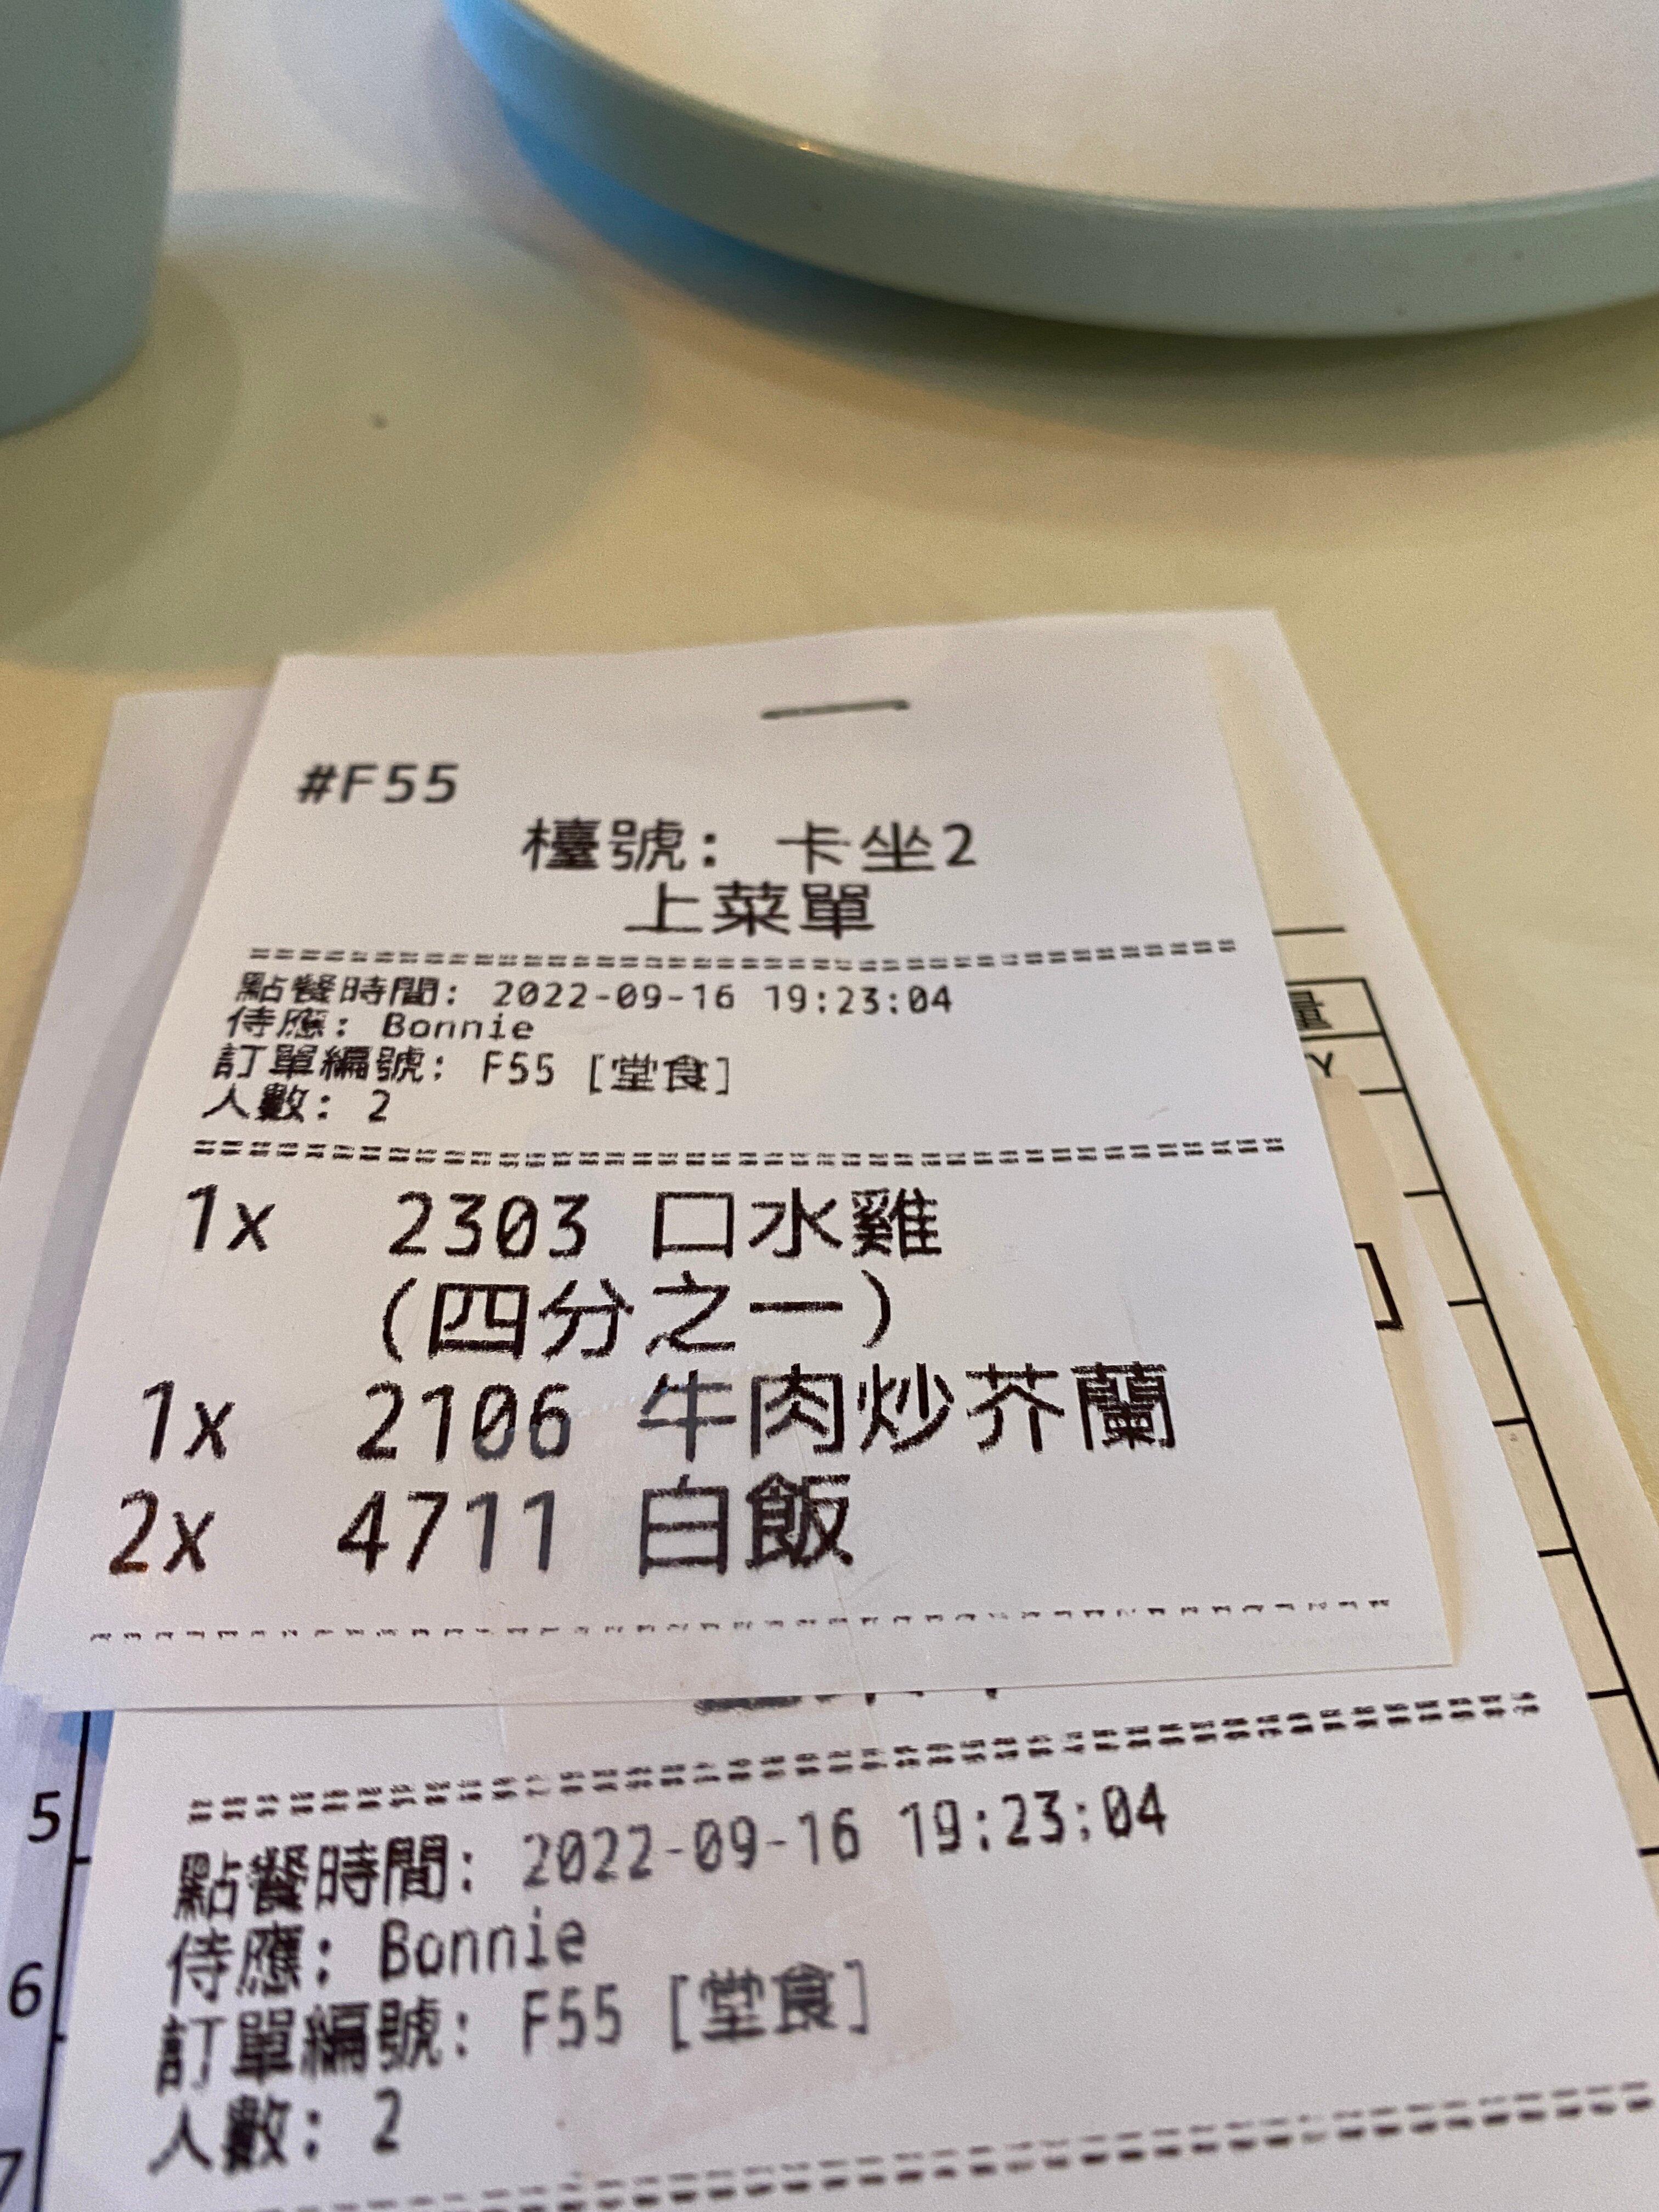 #F55
檯號: 卡坐2
上菜單
點餐時間: 2022-09-16 19:23:04
侍應: Bonnie
訂單編號: F55 [堂食]
人數: 2
1x 2303 口水雞
(四分之一)
1x 2106 牛肉炒芥蘭
2x 4711 白飯
點餐時間: 2022-09-16 19:23:04
侍應: Bonnie
訂單編號: F55 [堂食]
人數: 2
5
6
7